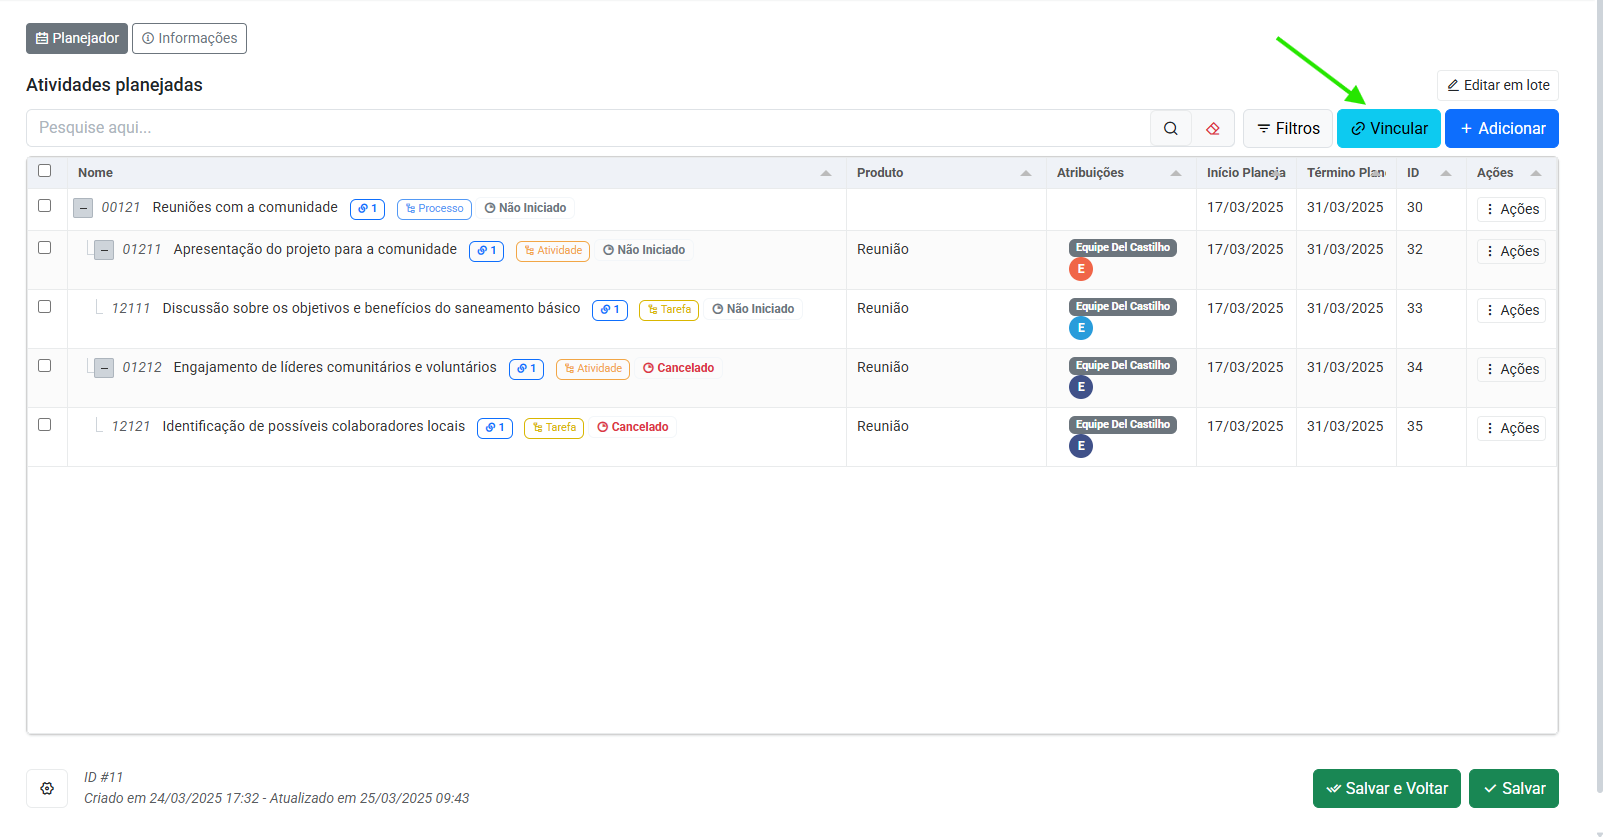 Planejador Informações
Atividades planejadas
Editar em lote
Pesquise aqui...
Filtros Vincular + Adicionar
Nome Produto Atribuições Início Planeja Término Plan ID Ações
00121 Reuniões com a comunidade 1 Processo Não Iniciado 17/03/2025 31/03/2025 30 Ações
01211 Apresentação do projeto para a comunidade 1 Atividade Não Iniciado Reunião Equipe Del Castilho 17/03/2025 31/03/2025 32 Ações
E
12111 Discussão sobre os objetivos e benefícios do saneamento básico 1 Tarefa Não Iniciado Reunião Equipe Del Castilho 17/03/2025 31/03/2025 33 Ações
E
01212 Engajamento de líderes comunitários e voluntários 1 Atividade Cancelado Reunião Equipe Del Castilho 17/03/2025 31/03/2025 34 Ações
E
12121 Identificação de possíveis colaboradores locais 1 Tarefa Cancelado Reunião Equipe Del Castilho 17/03/2025 31/03/2025 35 Ações
E
ID #11
Criado em 24/03/2025 17:32 - Atualizado em 25/03/2025 09:43
Salvar e Voltar Salvar